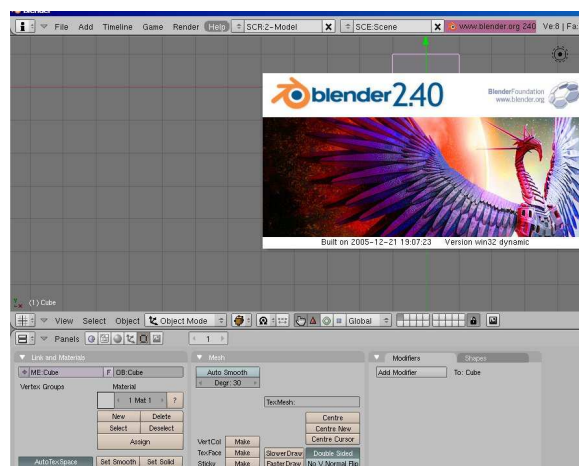 Blender
File Add Timeline Game Render Help SCR:2-Model X SCE:Scene X www.blender.org 240 Ve:8 | Fa:
blender 2.40
BlenderFoundation
www.blender.org
Built on 2005-12-21 19:07:23 Version win32 dynamic
(1) Cube
View Select Object Object Mode Global
Panels 1
Link and Materials Mesh Modifiers Shapes
ME:Cube F OB:Cube Auto Smooth Add Modifier To: Cube
Vertex Groups Material Degr: 30
1 Mat 1 ? TexMesh:
New Delete Centre
Select Deselect Centre New
Assign VertCol Make Centre Cursor
TexFace Make SlowerDraw Double Sided
AutoTexSpace Set Smooth Set Solid Sticky Make FasterDraw No V.Normal Flip